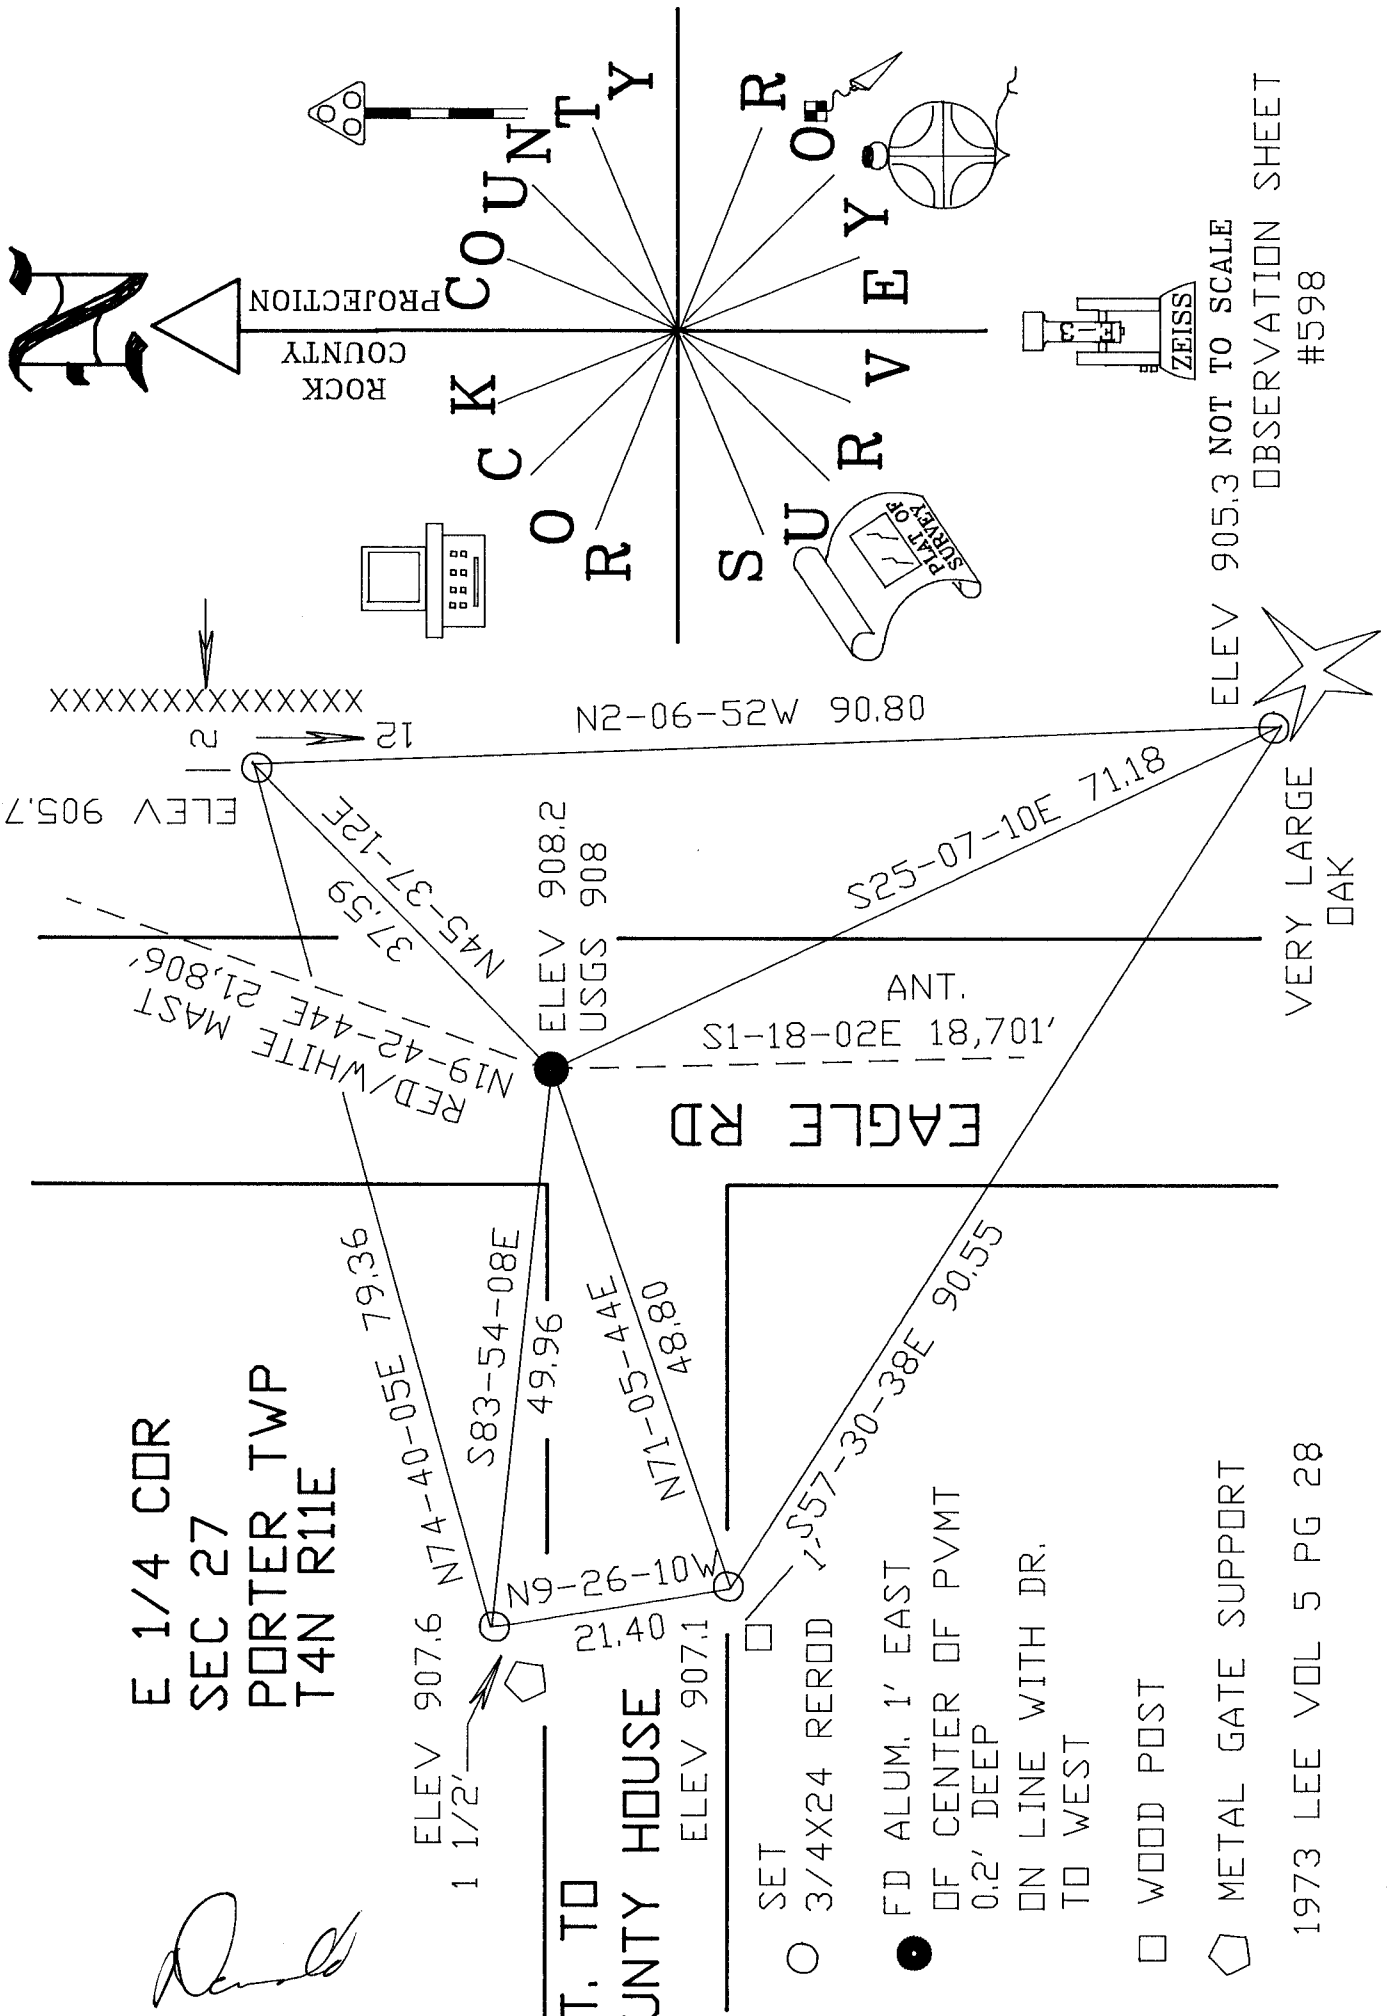 E 1/4 COR
SEC 27
PORTER TWP
T4N R11E
ELEV 907.6
1 1/2'
N74-40-05E 79.36
S83-54-08E
49.96
N71-05-44E
48.80
N9-26-10W
21.40
ELEV 907.1
1'
S57-30-38E 90.55
T. TO
UNTY HOUSE
RED/WHITE MAST
N19-42-44E 21,806'
37.59
N45-37-12E
ELEV 905.7
2
12
XXXXXXXXXXXXXX
ELEV 908.2
USGS 908
N2-06-52W 90.80
S25-07-10E 71.18
ANT.
S1-18-02E 18,701'
EAGLE RD
ELEV 905.3
VERY LARGE
OAK
SET
3/4X24 REROD
FD ALUM. 1' EAST
OF CENTER OF PVMT
0.2' DEEP
ON LINE WITH DR.
TO WEST
WOOD POST
METAL GATE SUPPORT
1973 LEE VOL 5 PG 28
N
ROCK
COUNTY
PROJECTION
ROCK COUNTY
SURVEYOR
PLAT OF
SURVEY
ZEISS
NOT TO SCALE
OBSERVATION SHEET
#598